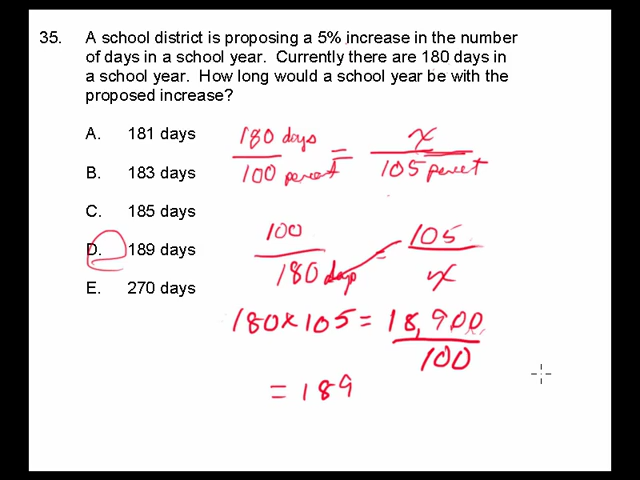 35. A school district is proposing a 5% increase in the number
of days in a school year. Currently there are 180 days in
a school year. How long would a school year be with the
proposed increase?
A. 181 days
B. 183 days
C. 185 days
D. 189 days
E. 270 days
180 days = x
100 percent 105 percent
100 = 105
180 days x
180 × 105 = 18,900
100
= 189